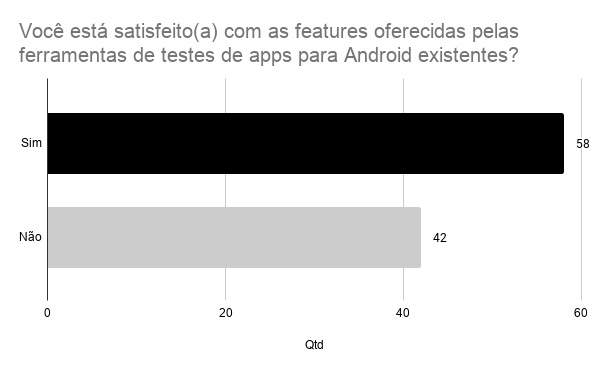 Você está satisfeito(a) com as features oferecidas pelas
ferramentas de testes de apps para Android existentes?
Sim
58
Não
42
0
20
40
60
Qtd